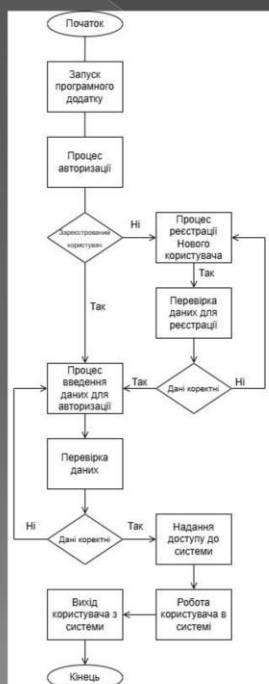 Початок
Запуск
програмного
додатку
Процес
авторизації
Зареєстрований
користувач
Ні
Процес
реєстрації
Нового
користувача
Так
Так
Перевірка
даних для
реєстрації
Процес
введення
даних для
авторизації
Так
Дані коректні
Ні
Перевірка
даних
Ні
Дані коректні
Так
Надання
доступу до
системи
Вихід
користувача з
системи
Робота
користувача в
системі
Кінець